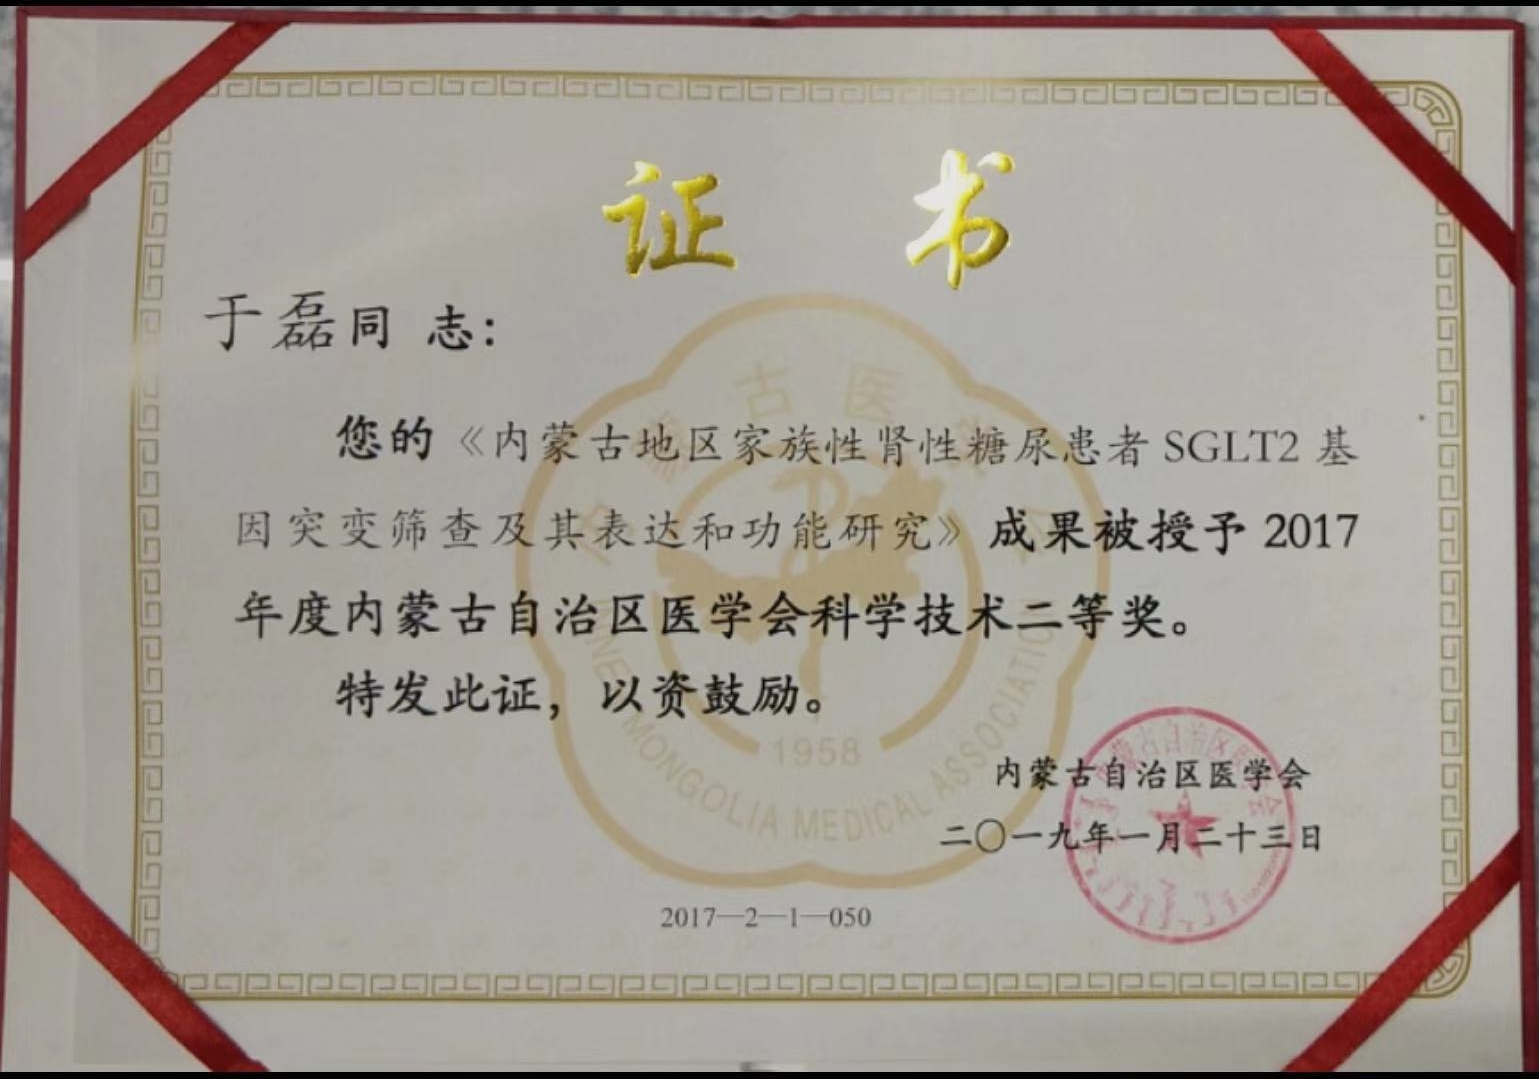 证 书
于磊同 志：
您的《内蒙古地区家族性肾性糖尿患者 SGLT2 基
因突变筛查及其表达和功能研究》成果被授予 2017
年度内蒙古自治区医学会科学技术二等奖。
特发此证，以资鼓励。
内蒙古自治区医学会
二〇一九年一月二十三日
2017—2—1—050
1958
INNER MONGOLIA MEDICAL ASSOCIATION